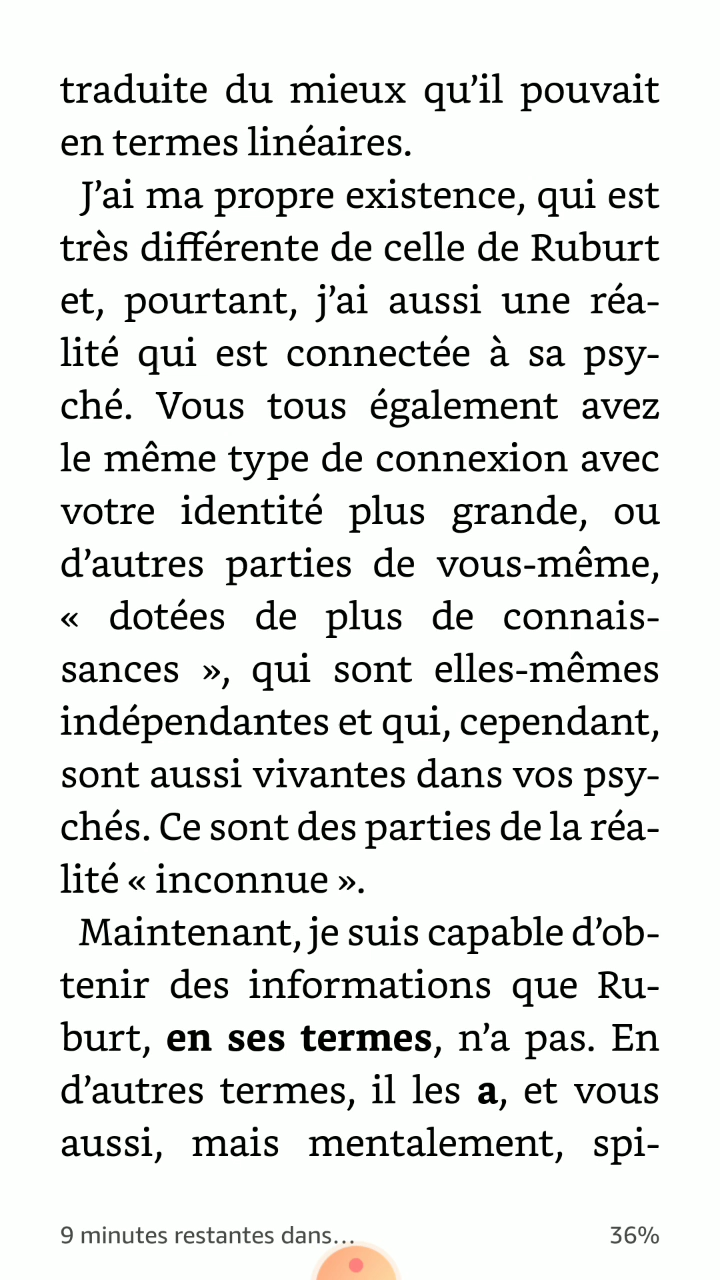 traduite du mieux qu’il pouvait
en termes linéaires.
J’ai ma propre existence, qui est
très différente de celle de Ruburt
et, pourtant, j’ai aussi une réa-
lité qui est connectée à sa psy-
ché. Vous tous également avez
le même type de connexion avec
votre identité plus grande, ou
d’autres parties de vous-même,
« dotées de plus de connais-
sances », qui sont elles-mêmes
indépendantes et qui, cependant,
sont aussi vivantes dans vos psy-
chés. Ce sont des parties de la réa-
lité « inconnue ».
Maintenant, je suis capable d’ob-
tenir des informations que Ru-
burt, en ses termes, n’a pas. En
d’autres termes, il les a, et vous
aussi, mais mentalement, spi-
9 minutes restantes dans… 36%